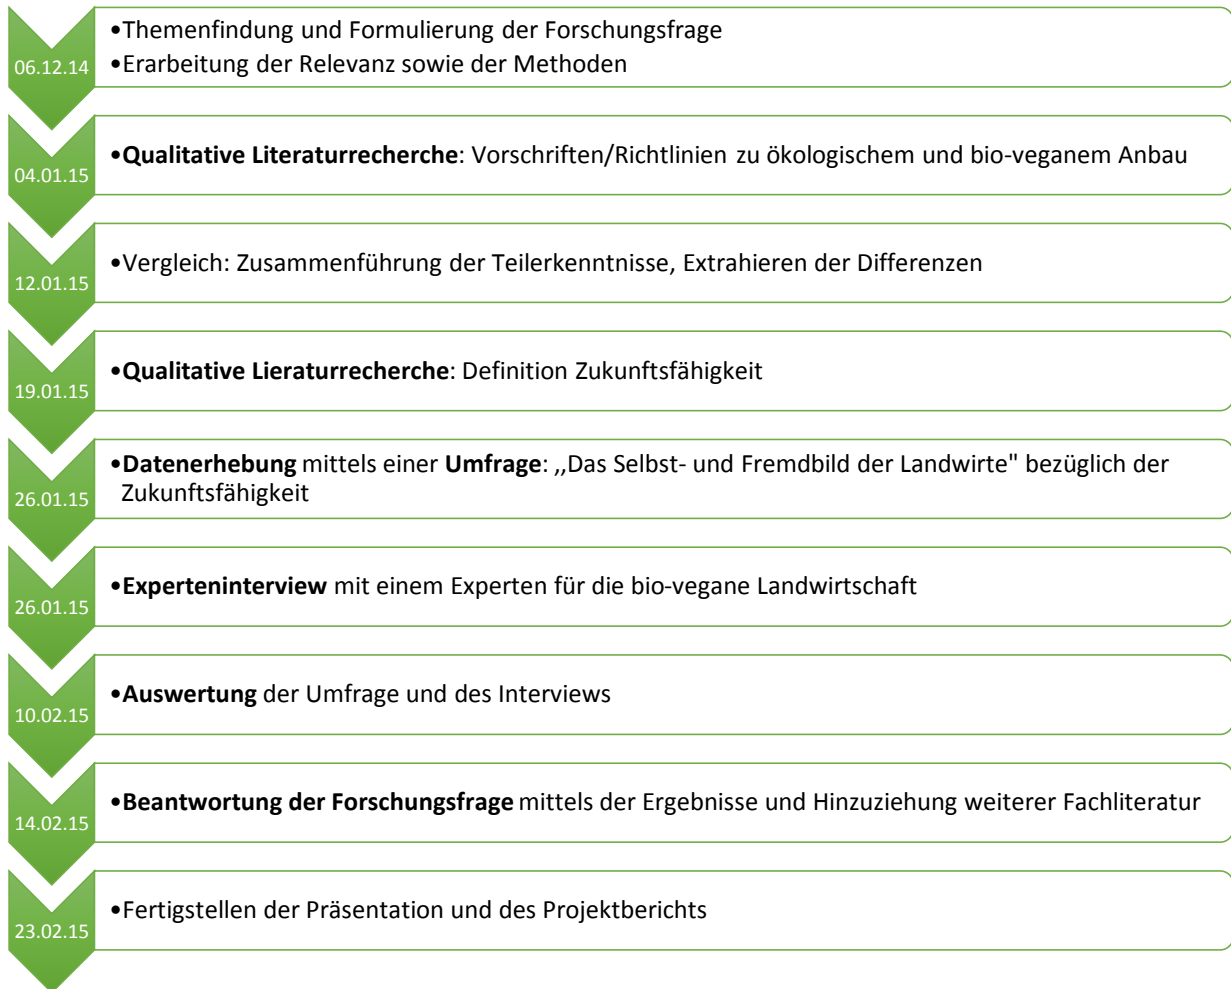 06.12.14
•Themenfindung und Formulierung der Forschungsfrage
•Erarbeitung der Relevanz sowie der Methoden
04.01.15
•Qualitative Literaturrecherche: Vorschriften/Richtlinien zu ökologischem und bio-veganem Anbau
12.01.15
•Vergleich: Zusammenführung der Teilerkenntnisse, Extrahieren der Differenzen
19.01.15
•Qualitative Lieraturrecherche: Definition Zukunftsfähigkeit
26.01.15
•Datenerhebung mittels einer Umfrage: ,,Das Selbst- und Fremdbild der Landwirte" bezüglich der
Zukunftsfähigkeit
26.01.15
•Experteninterview mit einem Experten für die bio-vegane Landwirtschaft
10.02.15
•Auswertung der Umfrage und des Interviews
14.02.15
•Beantwortung der Forschungsfrage mittels der Ergebnisse und Hinzuziehung weiterer Fachliteratur
23.02.15
•Fertigstellen der Präsentation und des Projektberichts